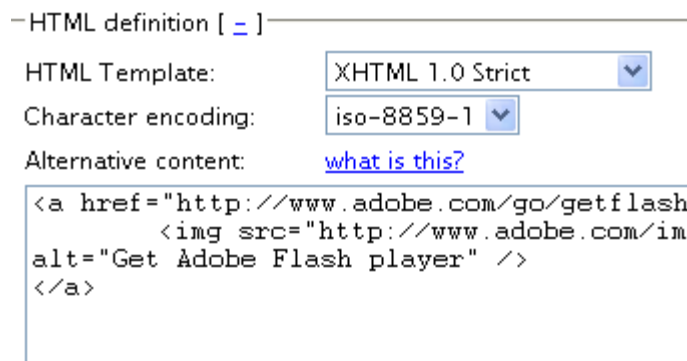 HTML definition [ - ]
HTML Template: XHTML 1.0 Strict
Character encoding: iso-8859-1
Alternative content: what is this?
<a href="http://www.adobe.com/go/getflash
<img src="http://www.adobe.com/im
alt="Get Adobe Flash player" />
</a>